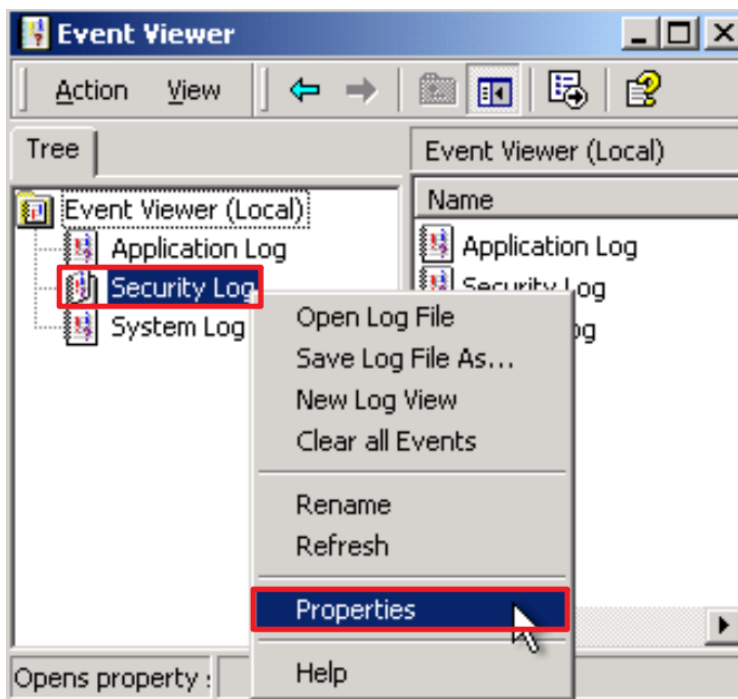 Event Viewer
Action View
Tree
Event Viewer (Local)
Event Viewer (Local)
Application Log
Security Log
System Log
Name
Application Log
Security Log
Open Log File
Save Log File As...
New Log View
Clear all Events
Rename
Refresh
Properties
Help
Opens property